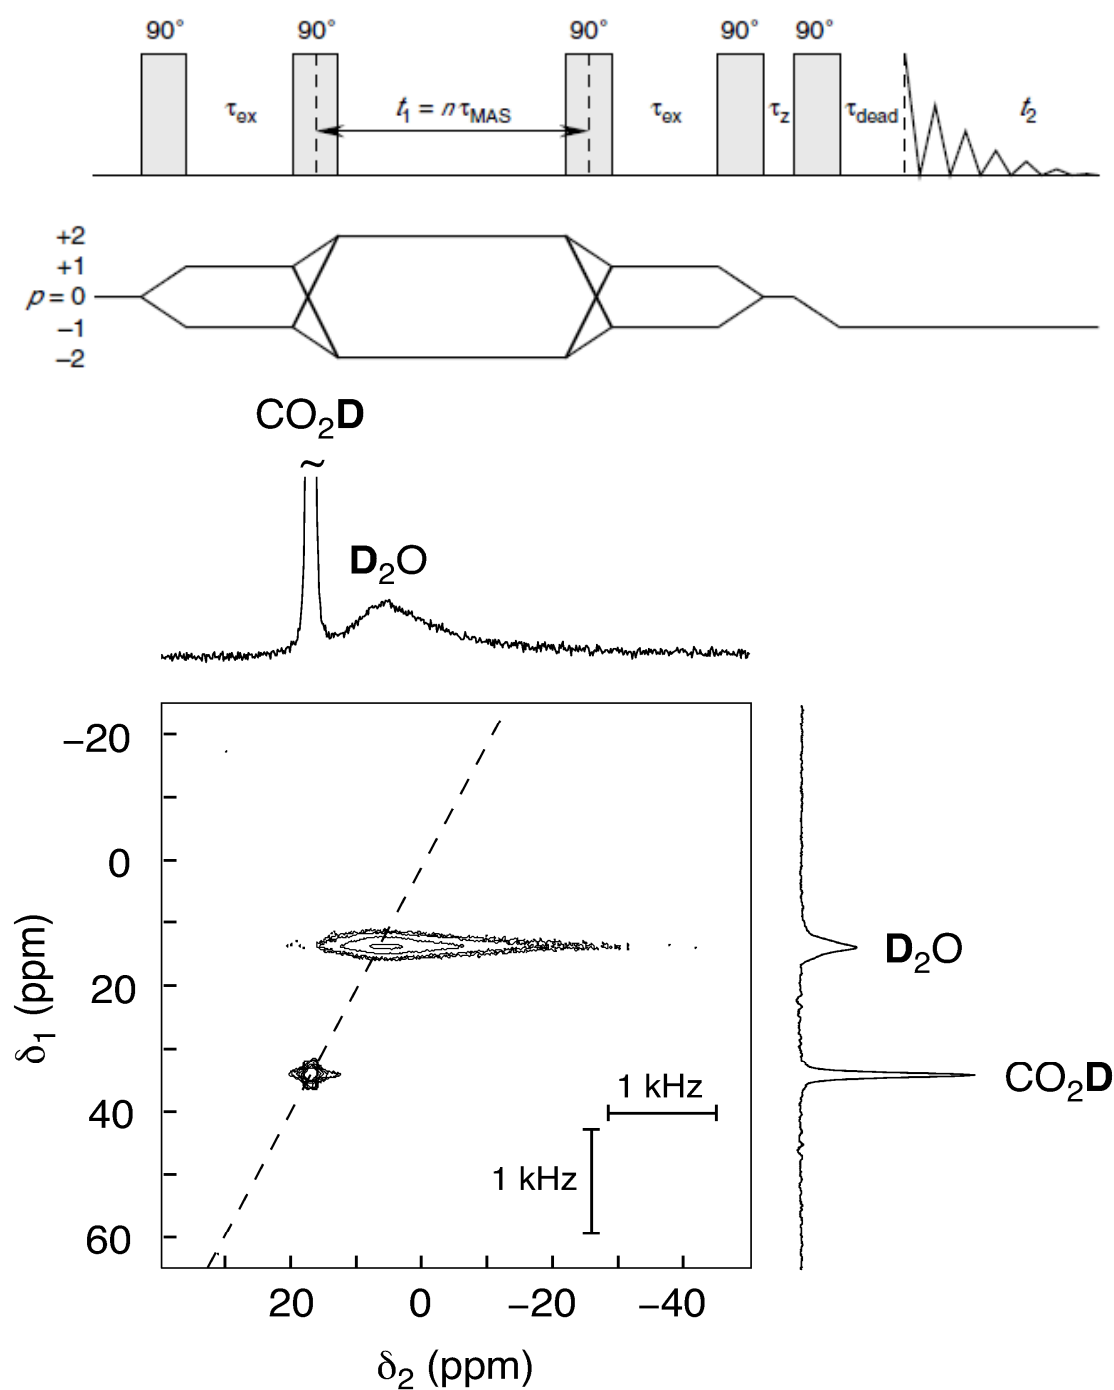 90° 90° 90° 90° 90°
τex t1 = nτMAS τex τz τdead t2
+2
+1
p = 0
−1
−2
CO2D
D2O
−20
0
20
40
60
δ1 (ppm)
D2O
CO2D
1 kHz
1 kHz
20 0 −20 −40
δ2 (ppm)